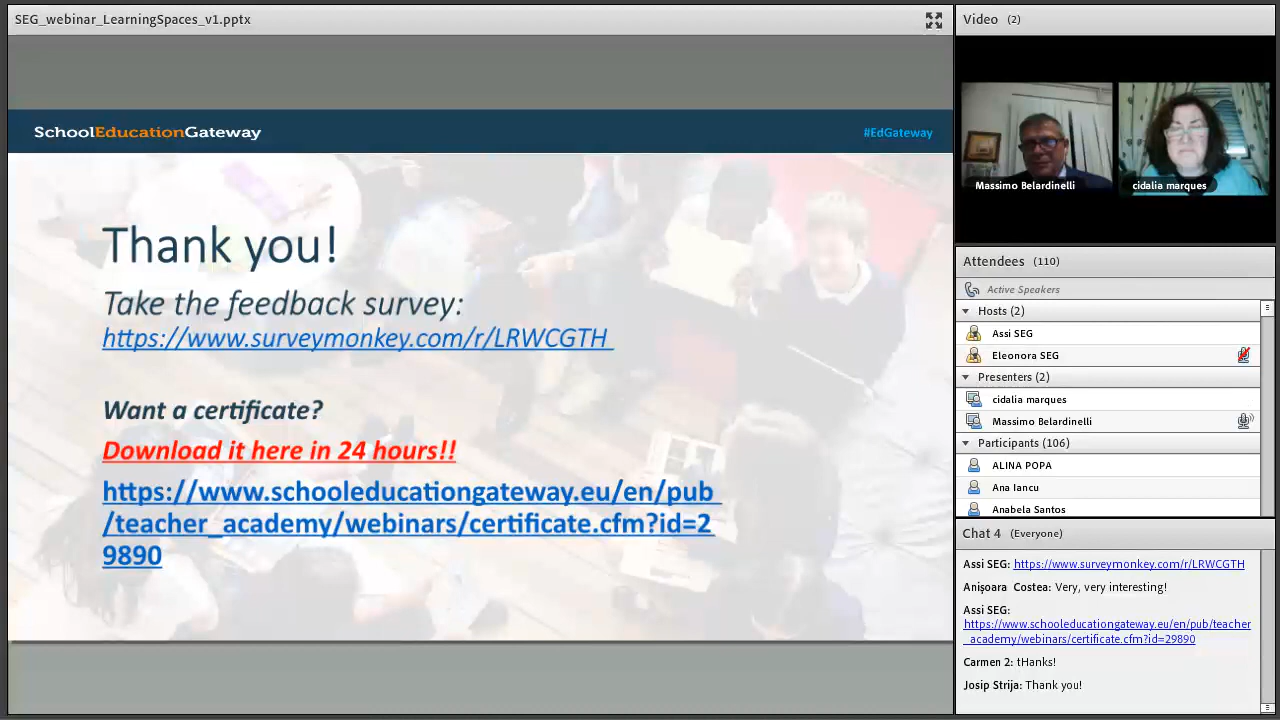 SEG_webinar_LearningSpaces_v1.pptx
SchoolEducationGateway
#EdGateway
Thank you!
Take the feedback survey:
https://www.surveymonkey.com/r/LRWCGTH
Want a certificate?
Download it here in 24 hours!!
https://www.schooleducationgateway.eu/en/pub
/teacher_academy/webinars/certificate.cfm?id=2
9890
Video (2)
Massimo Belardinelli
cidalia marques
Attendees (110)
Active Speakers
Hosts (2)
Assi SEG
Eleonora SEG
Presenters (2)
cidalia marques
Massimo Belardinelli
Participants (106)
ALINA POPA
Ana Iancu
Anabela Santos
Chat 4 (Everyone)
Assi SEG: https://www.surveymonkey.com/r/LRWCGTH
Anişoara Costea: Very, very interesting!
Assi SEG:
https://www.schooleducationgateway.eu/en/pub/teacher
_academy/webinars/certificate.cfm?id=29890
Carmen 2: tHanks!
Josip Strija: Thank you!